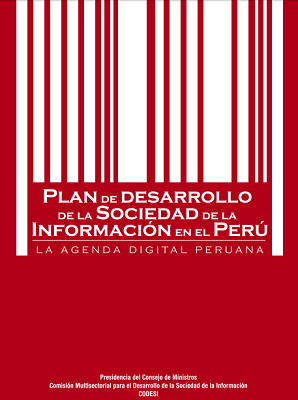 PLAN DE DESARROLLO
DE LA SOCIEDAD DE LA
INFORMACIÓN EN EL PERÚ
LA AGENDA DIGITAL PERUANA
Presidencia del Consejo de Ministros
Comisión Multisectorial para el Desarrollo de la Sociedad de la Información
CODESI